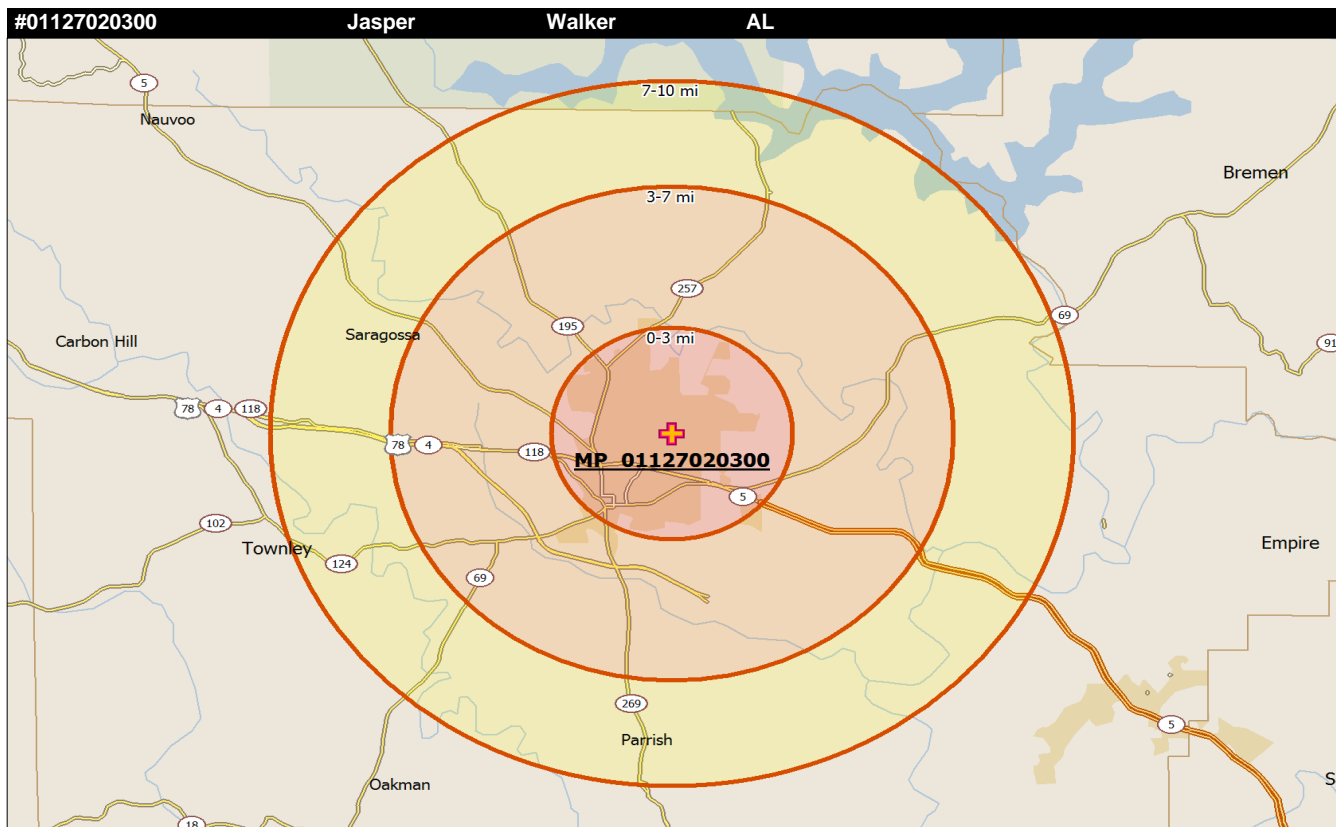 #01127020300 Jasper Walker AL
5
7-10 mi
Nauvoo
Bremen
3-7 mi
257
69
195
Saragossa
0-3 mi
Carbon Hill
91
78 4 118
78 4
118
MP 01127020300
5
102
Townley
Empire
124
69
269
5
Parrish
Oakman
S
18